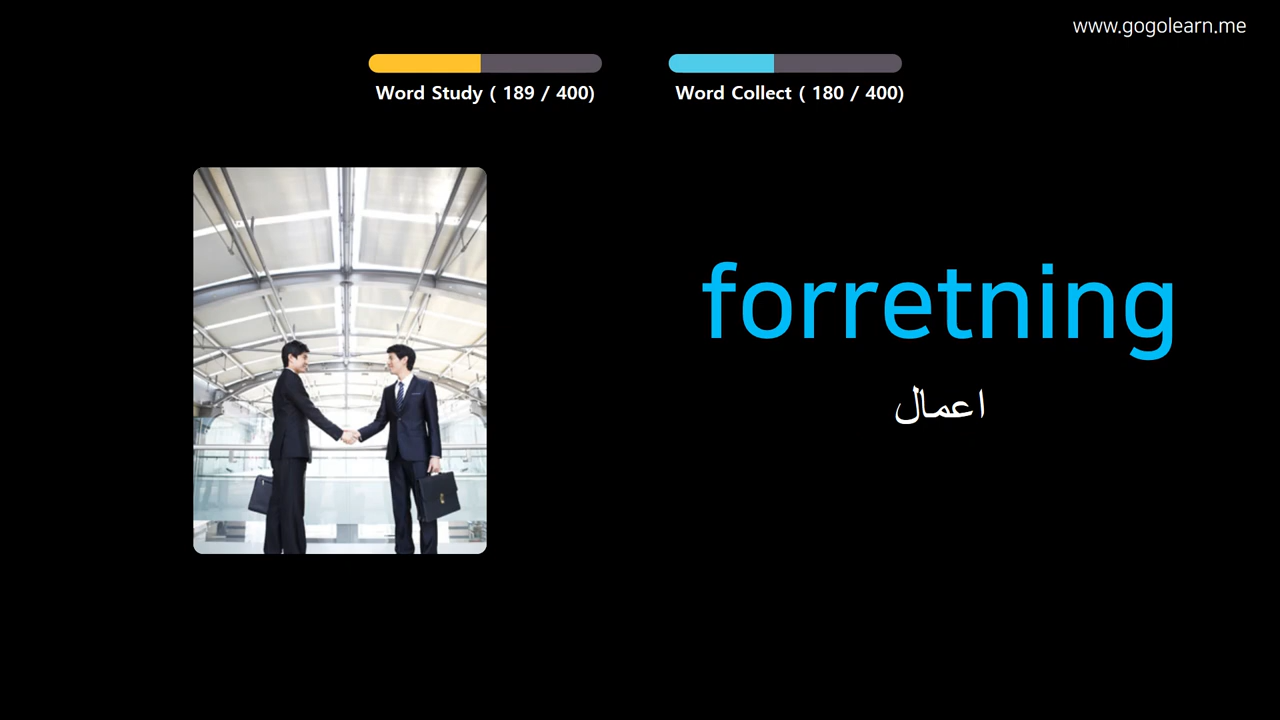 www.gogolearn.me
Word Study ( 189 / 400)
Word Collect ( 180 / 400)
forretning
اعمال